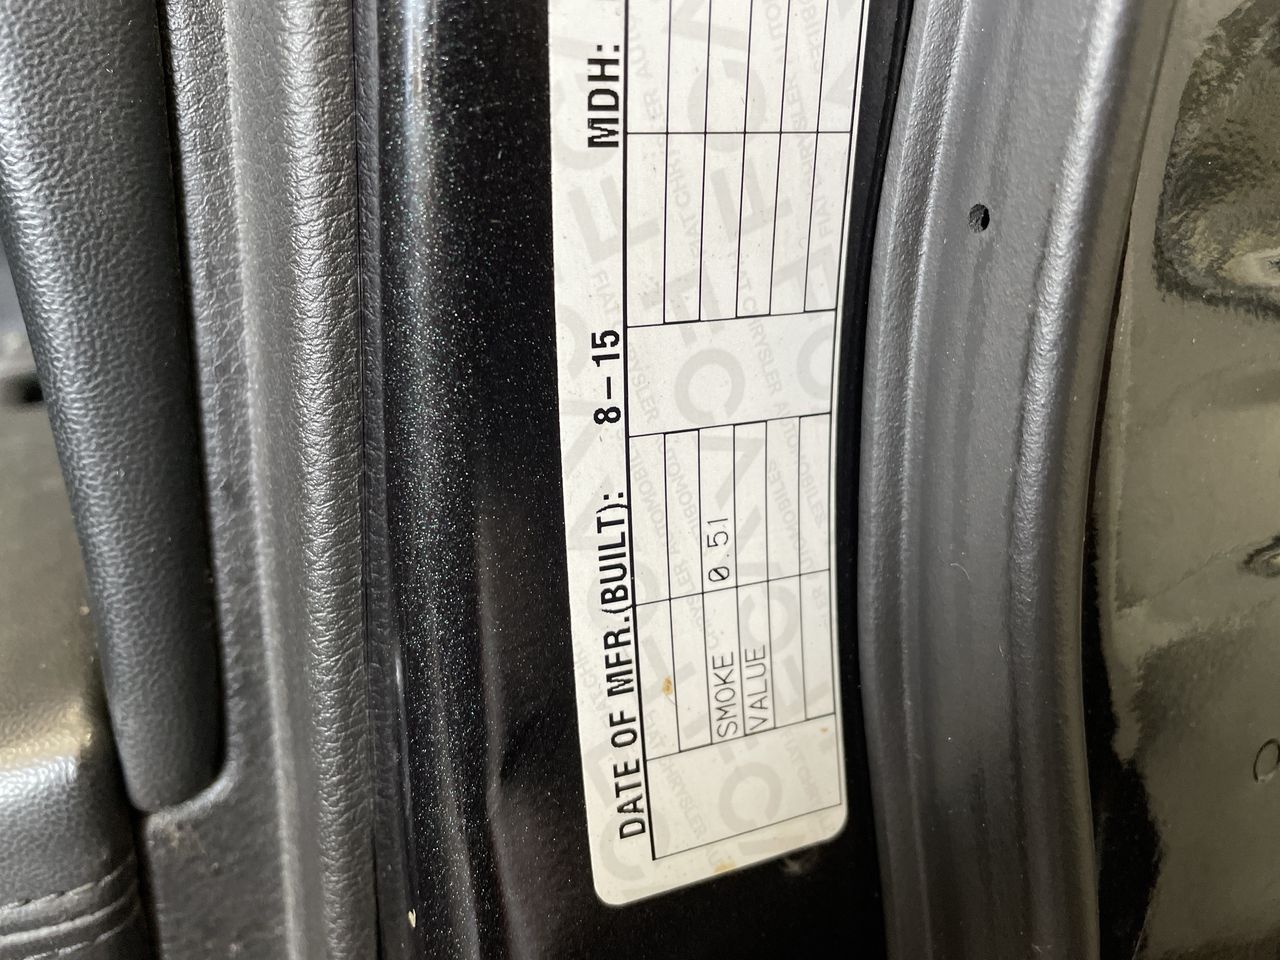 DATE OF MFR.(BUILT): 8-15 MDH:
SMOKE 0.51
VALUE